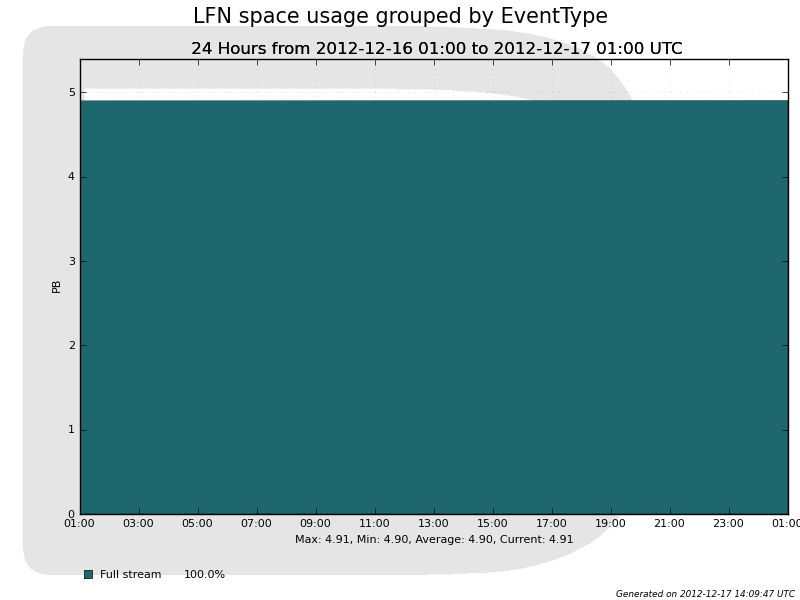 LFN space usage grouped by EventType
24 Hours from 2012-12-16 01:00 to 2012-12-17 01:00 UTC
5
4
3
2
1
0
PB
01:00 03:00 05:00 07:00 09:00 11:00 13:00 15:00 17:00 19:00 21:00 23:00 01:00
Max: 4.91, Min: 4.90, Average: 4.90, Current: 4.91
Full stream 100.0%
Generated on 2012-12-17 14:09:47 UTC